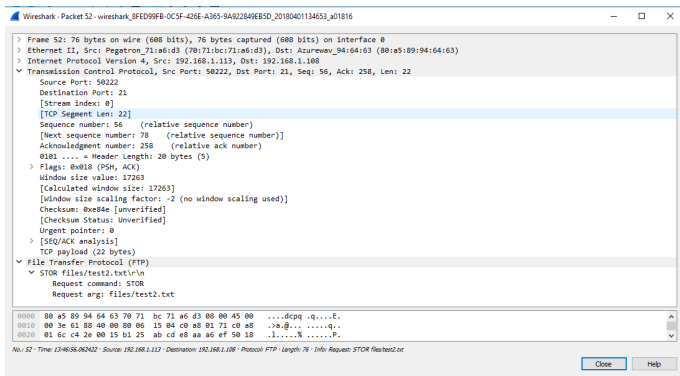 Wireshark · Packet 52 · wireshark_8FED99FB-0C5F-426E-A365-9A922849EB5D_20180401134653_a01816
Frame 52: 76 bytes on wire (608 bits), 76 bytes captured (608 bits) on interface 0
Ethernet II, Src: Pegatron_71:a6:d3 (70:71:bc:71:a6:d3), Dst: Azurewav_94:64:63 (80:a5:89:94:64:63)
Internet Protocol Version 4, Src: 192.168.1.113, Dst: 192.168.1.108
Transmission Control Protocol, Src Port: 50222, Dst Port: 21, Seq: 56, Ack: 258, Len: 22
Source Port: 50222
Destination Port: 21
[Stream index: 0]
[TCP Segment Len: 22]
Sequence number: 56    (relative sequence number)
[Next sequence number: 78    (relative sequence number)]
Acknowledgment number: 258    (relative ack number)
0101 .... = Header Length: 20 bytes (5)
Flags: 0x018 (PSH, ACK)
Window size value: 17263
[Calculated window size: 17263]
[Window size scaling factor: -2 (no window scaling used)]
Checksum: 0xe84e [unverified]
[Checksum Status: Unverified]
Urgent pointer: 0
[SEQ/ACK analysis]
TCP payload (22 bytes)
File Transfer Protocol (FTP)
STOR files/test2.txt\r\n
Request command: STOR
Request arg: files/test2.txt
0000  80 a5 89 94 64 63 70 71  bc 71 a6 d3 08 00 45 00  ....dcpq .q....E.
0010  00 3e 61 88 40 00 80 06  15 04 c0 a8 01 71 c0 a8  .>a.@... .....q..
0020  01 6c c4 2e 00 15 b1 25  ab cd e8 aa a6 ef 50 18  .l.....% ......P.
No.: 52 · Time: 13:46:56.062422 · Source: 192.168.1.113 · Destination: 192.168.1.108 · Protocol: FTP · Length: 76 · Info: Request: STOR files/test2.txt
Close Help